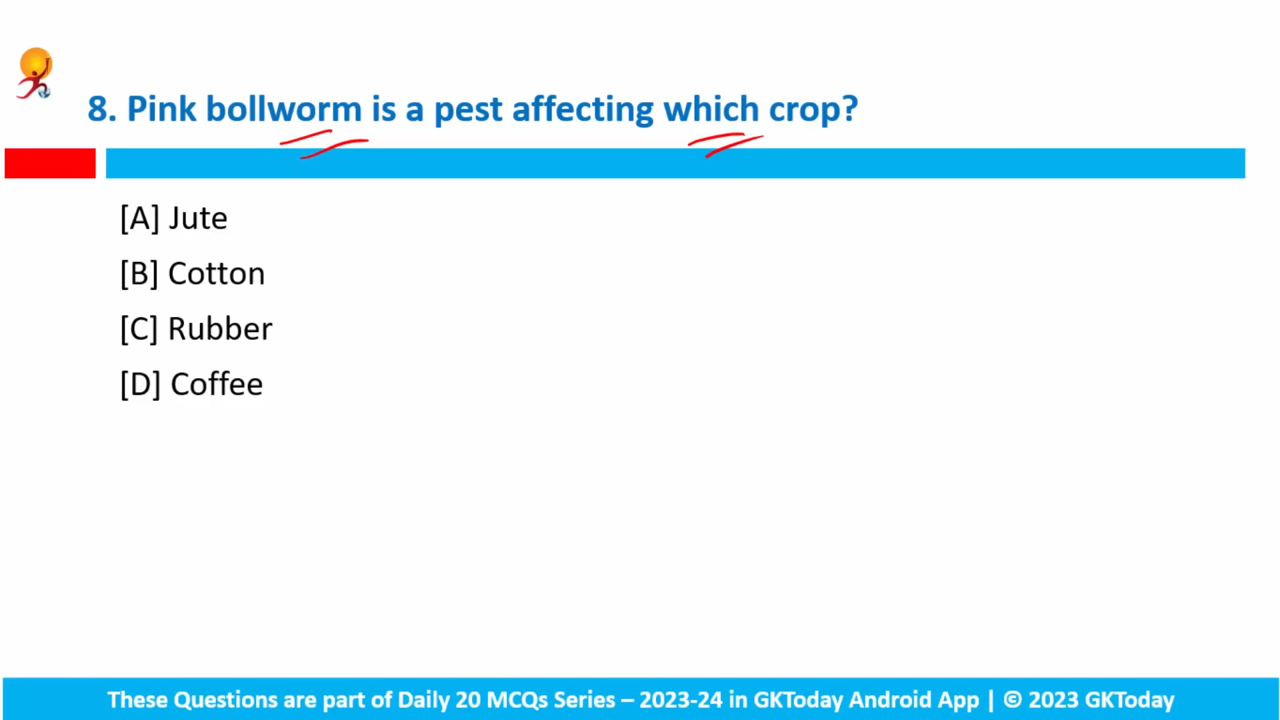 8. Pink bollworm is a pest affecting which crop?
[A] Jute
[B] Cotton
[C] Rubber
[D] Coffee
These Questions are part of Daily 20 MCQs Series – 2023-24 in GKToday Android App | © 2023 GKToday